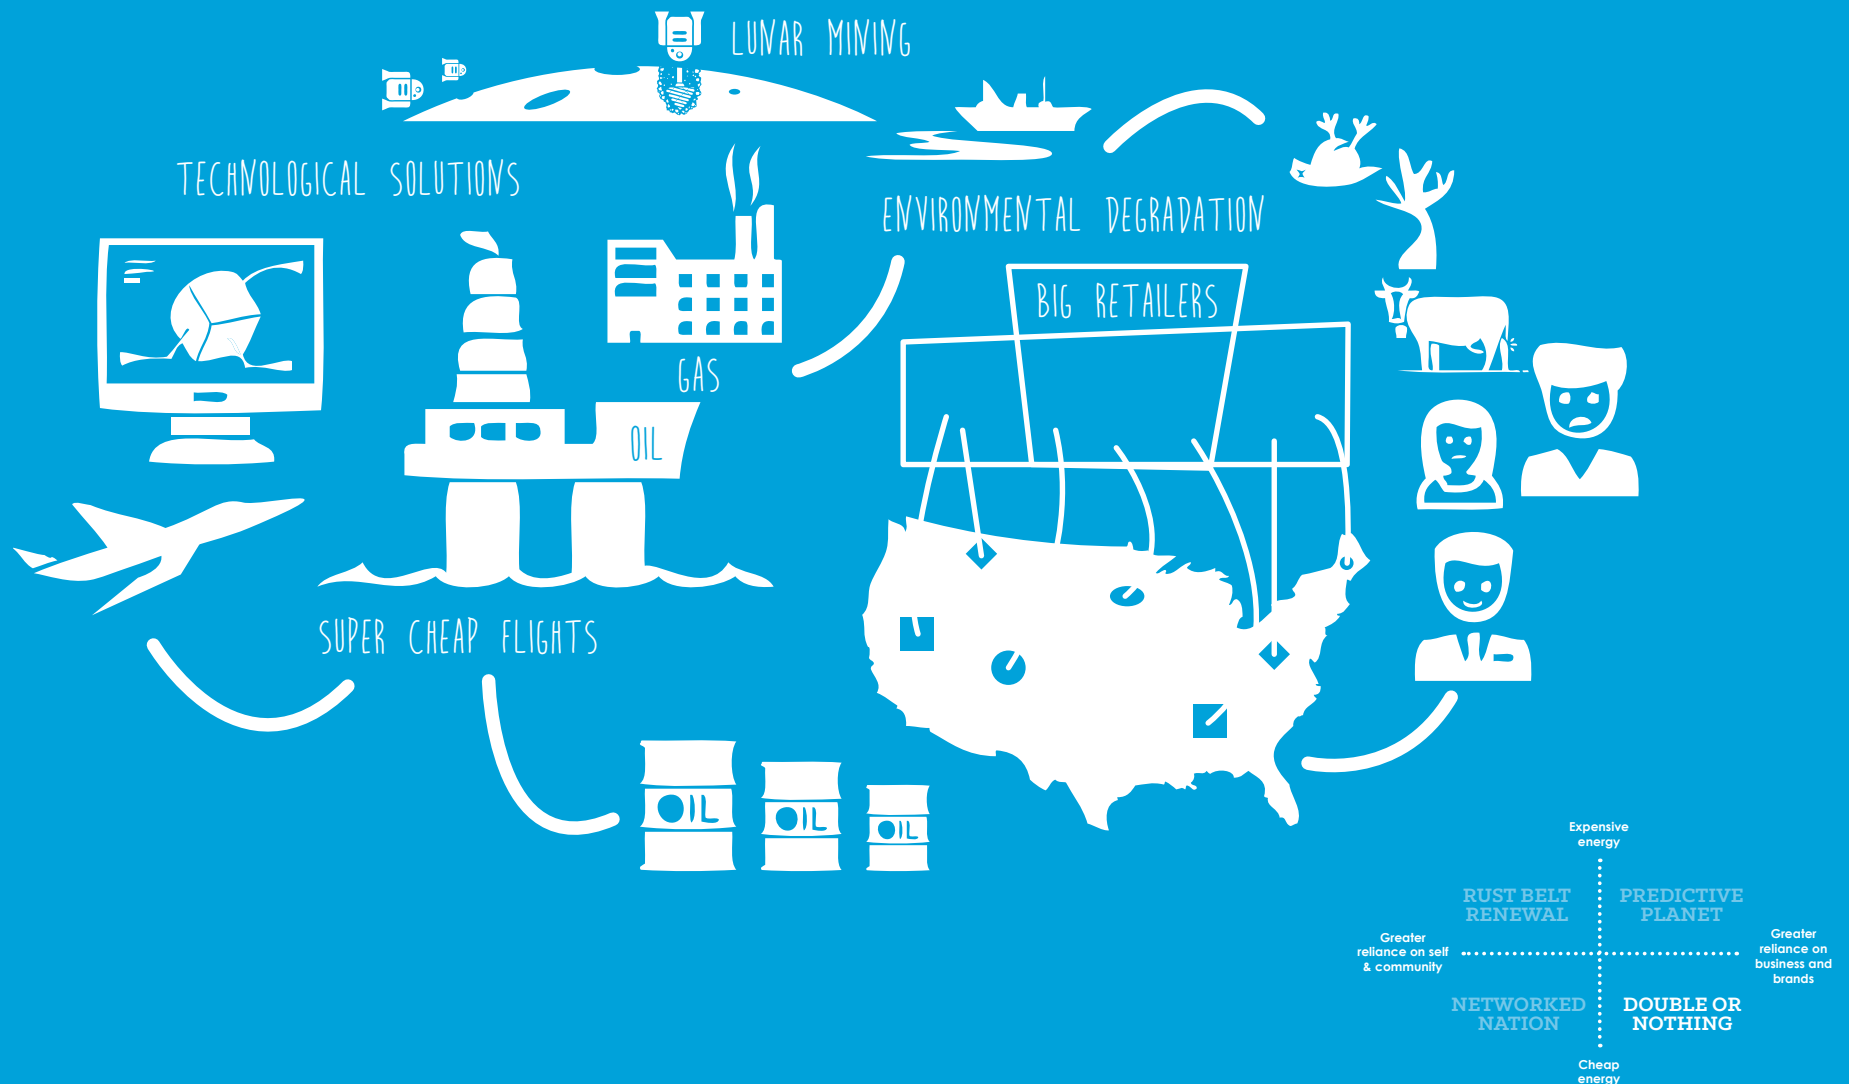 LUNAR MINING
TECHNOLOGICAL SOLUTIONS
ENVIRONMENTAL DEGRADATION
BIG RETAILERS
GAS
OIL
SUPER CHEAP FLIGHTS
OIL
OIL
OIL
Expensive
energy
RUST BELT
RENEWAL
PREDICTIVE
PLANET
Greater
reliance on self
& community
Greater
reliance on
business and
brands
NETWORKED
NATION
DOUBLE OR
NOTHING
Cheap
energy